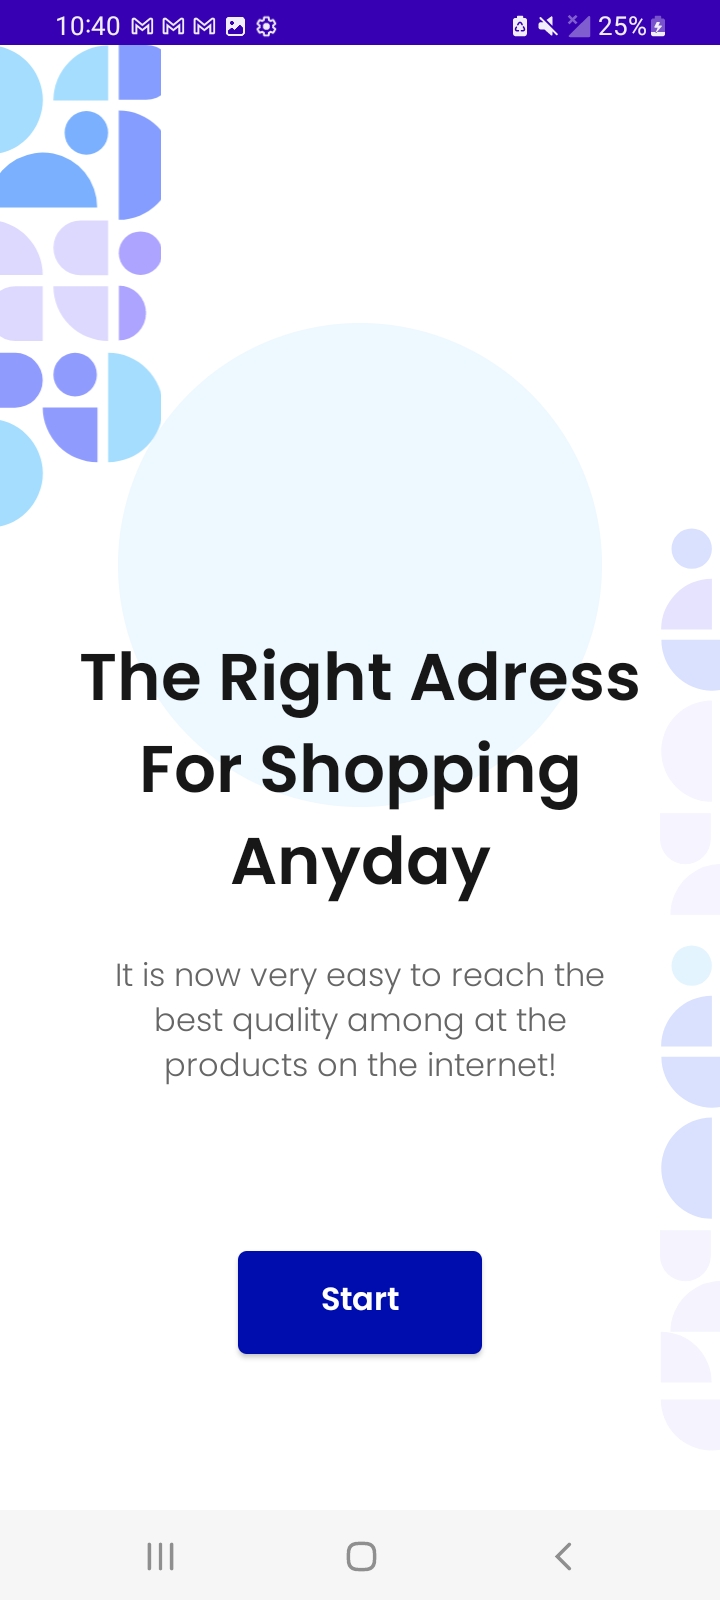 10:40 25%
The Right Adress
For Shopping
Anyday
It is now very easy to reach the
best quality among at the
products on the internet!
Start